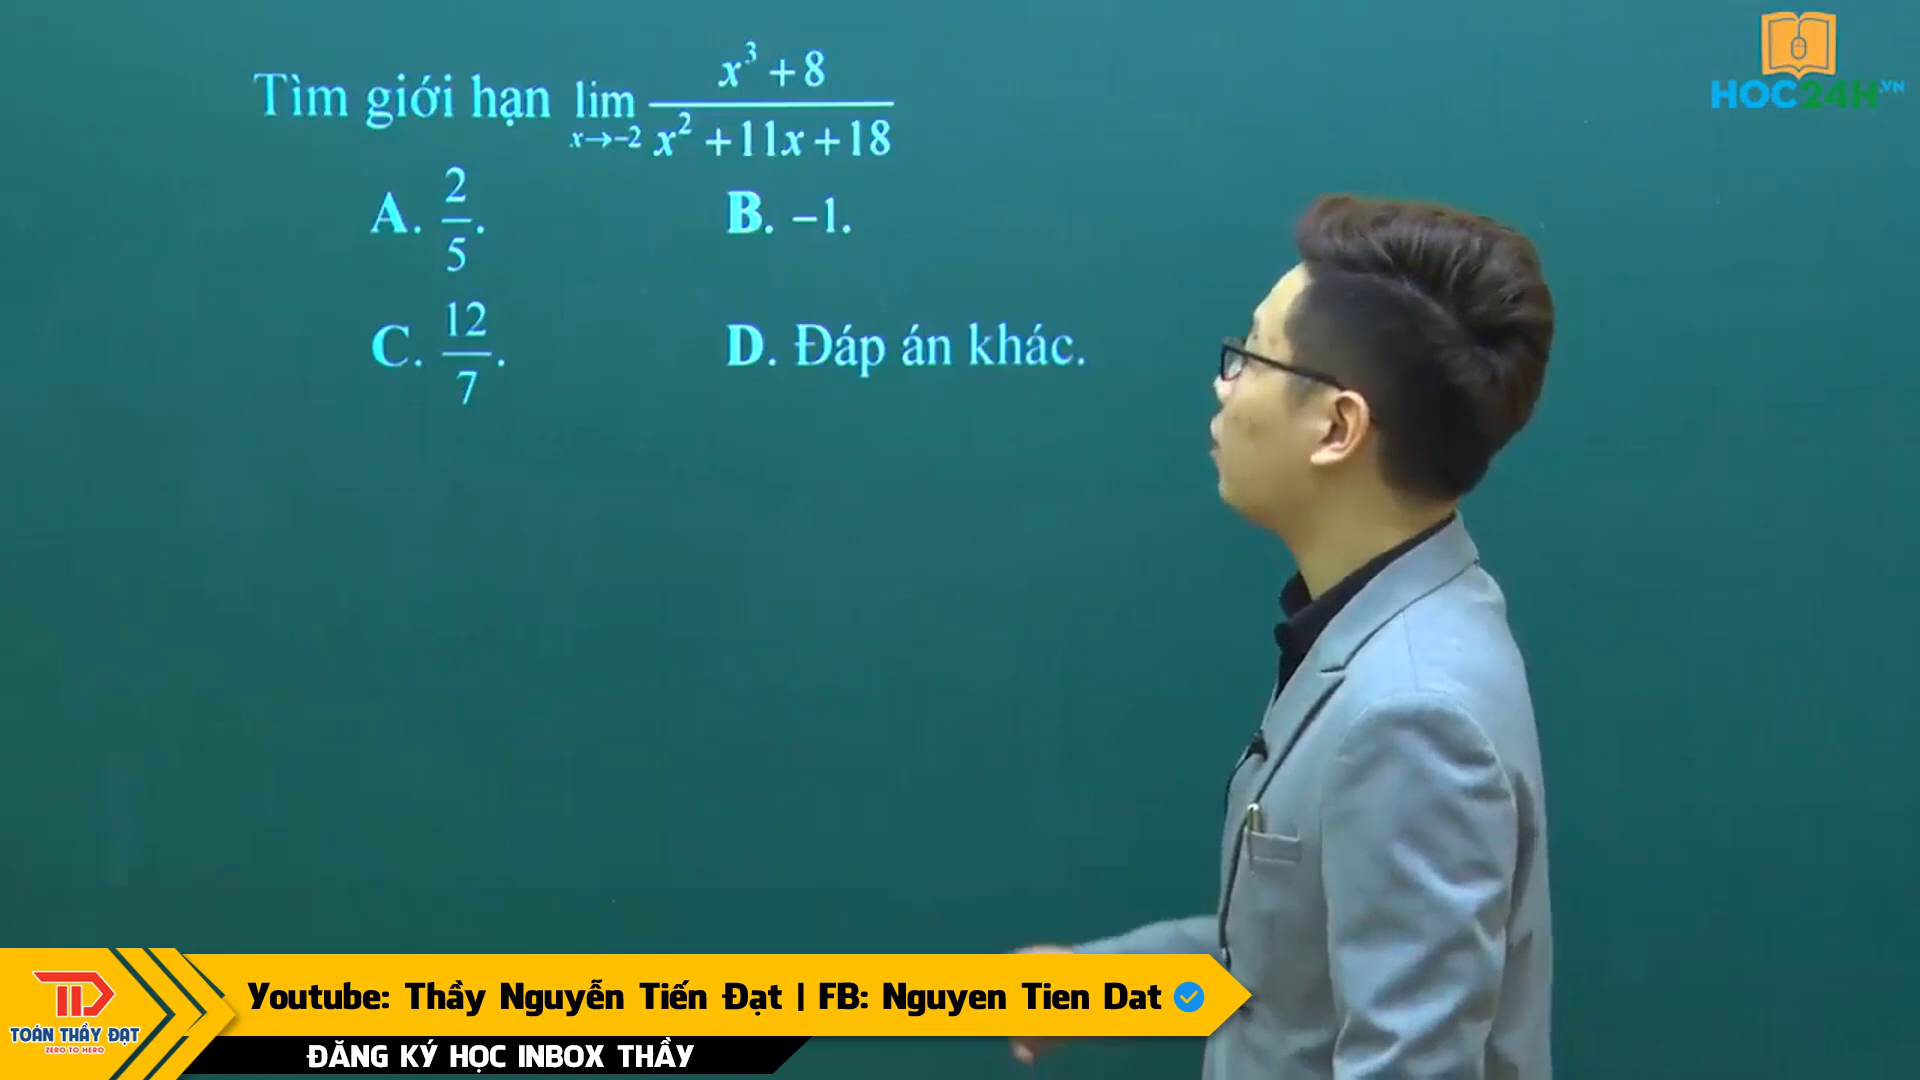 HOC24H.VN
Tìm giới hạn lim x→-2 (x³ + 8)/(x² + 11x + 18)
A. 2/5. B. -1.
C. 12/7. D. Đáp án khác.
TD
TOÁN THẦY ĐẠT
ZERO TO HERO
Youtube: Thầy Nguyễn Tiến Đạt | FB: Nguyen Tien Dat
ĐĂNG KÝ HỌC INBOX THẦY